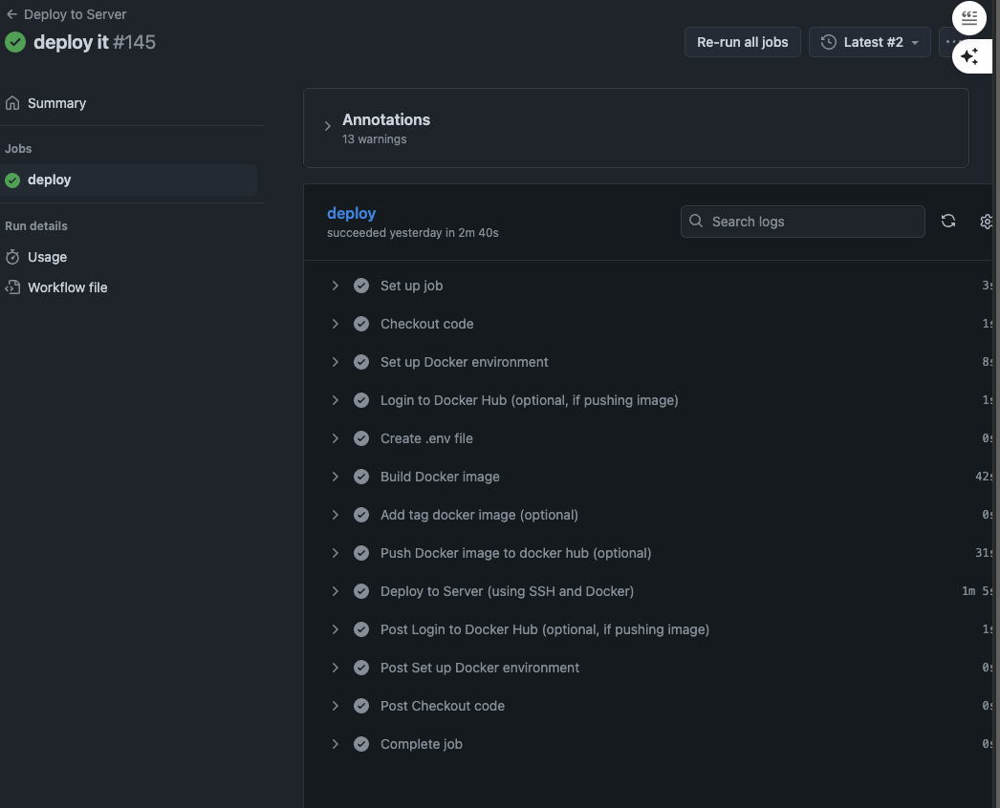 Deploy to Server
deploy it #145
Re-run all jobs
Latest #2
Summary
Jobs
deploy
Run details
Usage
Workflow file
Annotations
13 warnings
deploy
succeeded yesterday in 2m 40s
Search logs
Set up job 3s
Checkout code 1s
Set up Docker environment 8s
Login to Docker Hub (optional, if pushing image) 1s
Create .env file 0s
Build Docker image 42s
Add tag docker image (optional) 0s
Push Docker image to docker hub (optional) 31s
Deploy to Server (using SSH and Docker) 1m 5s
Post Login to Docker Hub (optional, if pushing image) 1s
Post Set up Docker environment 0s
Post Checkout code 0s
Complete job 0s